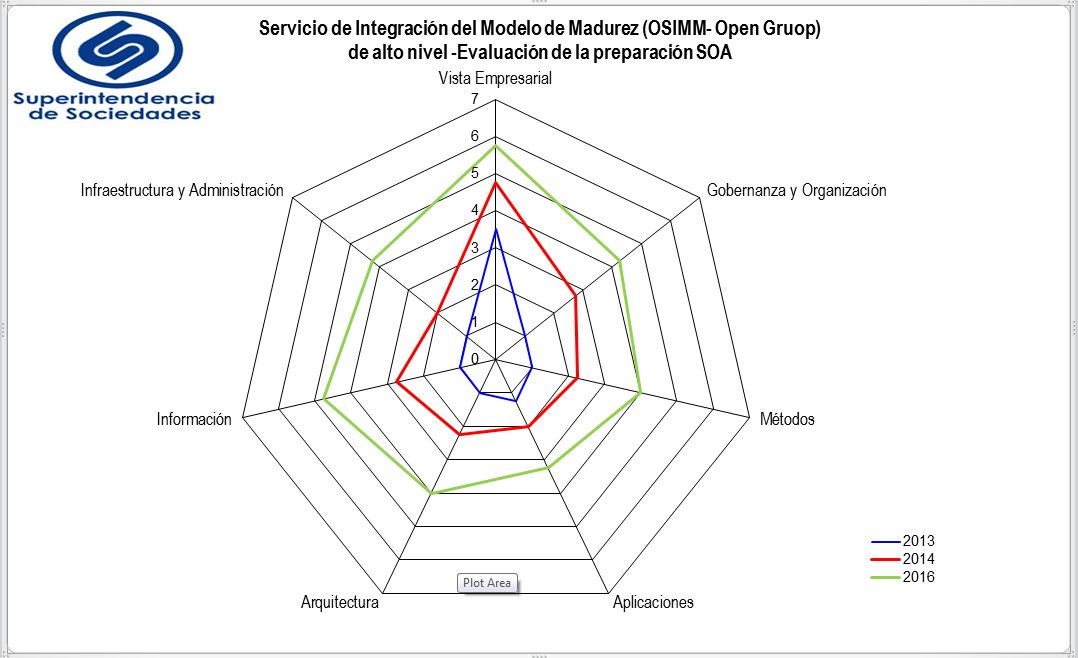 Superintendencia
de Sociedades
Servicio de Integración del Modelo de Madurez (OSIMM- Open Gruop)
de alto nivel -Evaluación de la preparación SOA
Vista Empresarial
7
6
5
4
3
2
1
0
Infraestructura y Administración
Gobernanza y Organización
Información
Métodos
Arquitectura
Plot Area
Aplicaciones
2013
2014
2016